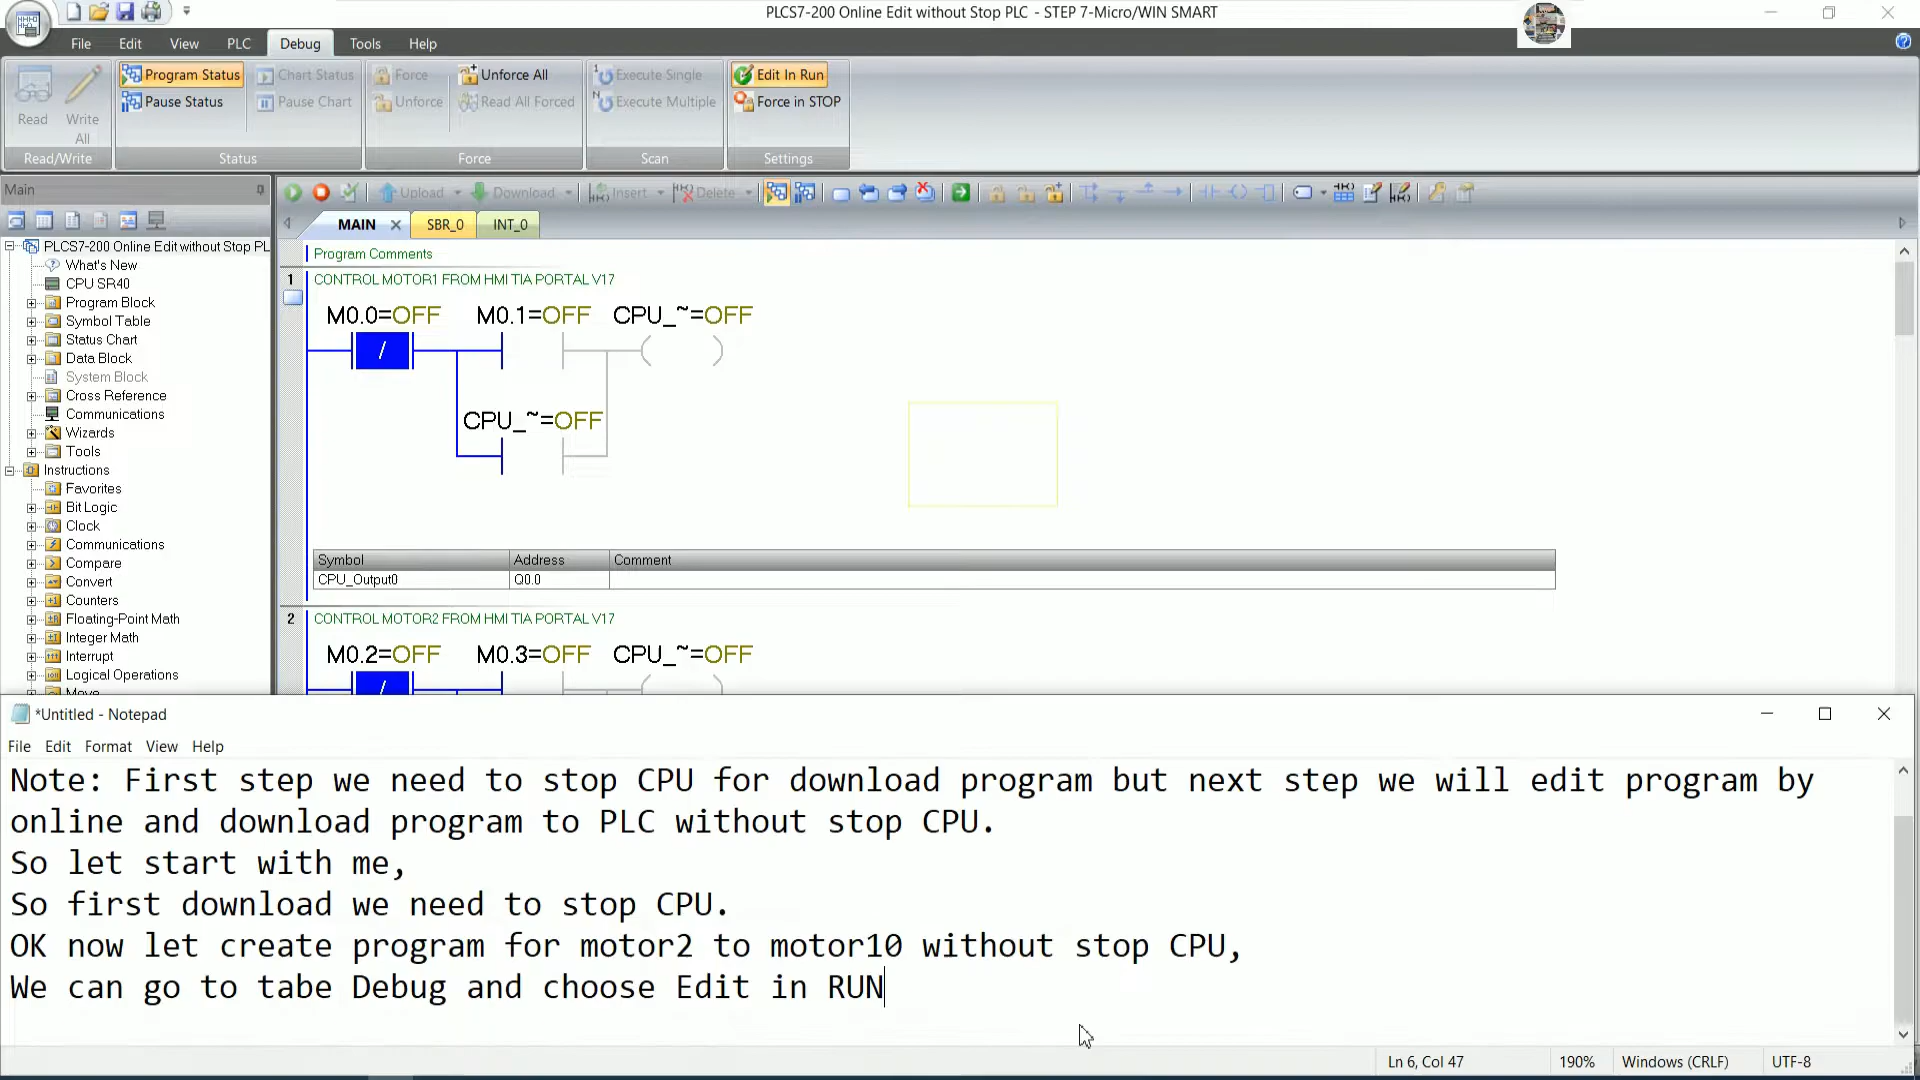 PLCS7-200 Online Edit without Stop PLC - STEP 7-Micro/WIN SMART
File Edit View PLC Debug Tools Help
Read
Write All
Read/Write
Program Status
Pause Status
Chart Status
Pause Chart
Status
Force
Unforce
Unforce All
Read All Forced
Force
Execute Single
Execute Multiple
Scan
Edit In Run
Force in STOP
Settings
Main
Upload Download Insert Delete
MAIN SBR_0 INT_0
PLCS7-200 Online Edit without Stop PL
What's New
CPU SR40
Program Block
Symbol Table
Status Chart
Data Block
System Block
Cross Reference
Communications
Wizards
Tools
Instructions
Favorites
Bit Logic
Clock
Communications
Compare
Convert
Counters
Floating-Point Math
Integer Math
Interrupt
Logical Operations
Move
Program Comments
1 CONTROL MOTOR1 FROM HMI TIA PORTAL V17
M0.0=OFF M0.1=OFF CPU_~=OFF
/
CPU_~=OFF
Symbol Address Comment
CPU_Output0 Q0.0
2 CONTROL MOTOR2 FROM HMI TIA PORTAL V17
M0.2=OFF M0.3=OFF CPU_~=OFF
/
*Untitled - Notepad
File Edit Format View Help
Note: First step we need to stop CPU for download program but next step we will edit program by
online and download program to PLC without stop CPU.
So let start with me,
So first download we need to stop CPU.
OK now let create program for motor2 to motor10 without stop CPU,
We can go to tabe Debug and choose Edit in RUN
Ln 6, Col 47 190% Windows (CRLF) UTF-8